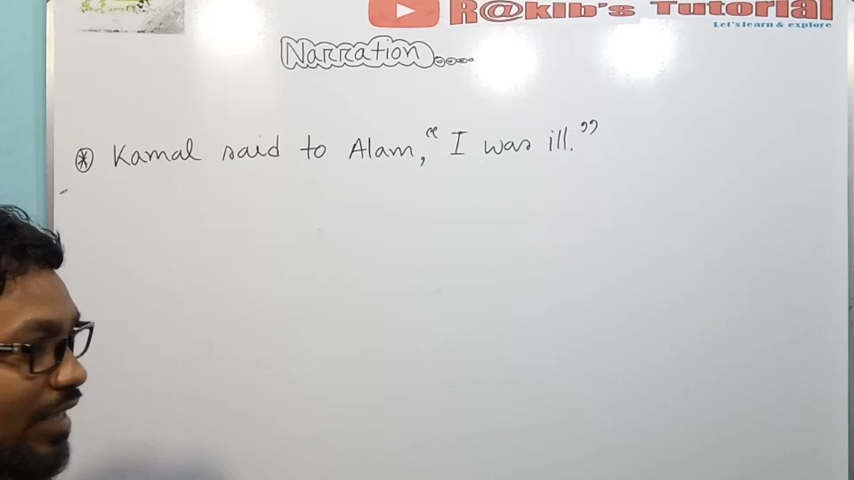 R@kib's Tutorial
Let's learn & explore
Narration....
* Kamal said to Alam, "I was ill."